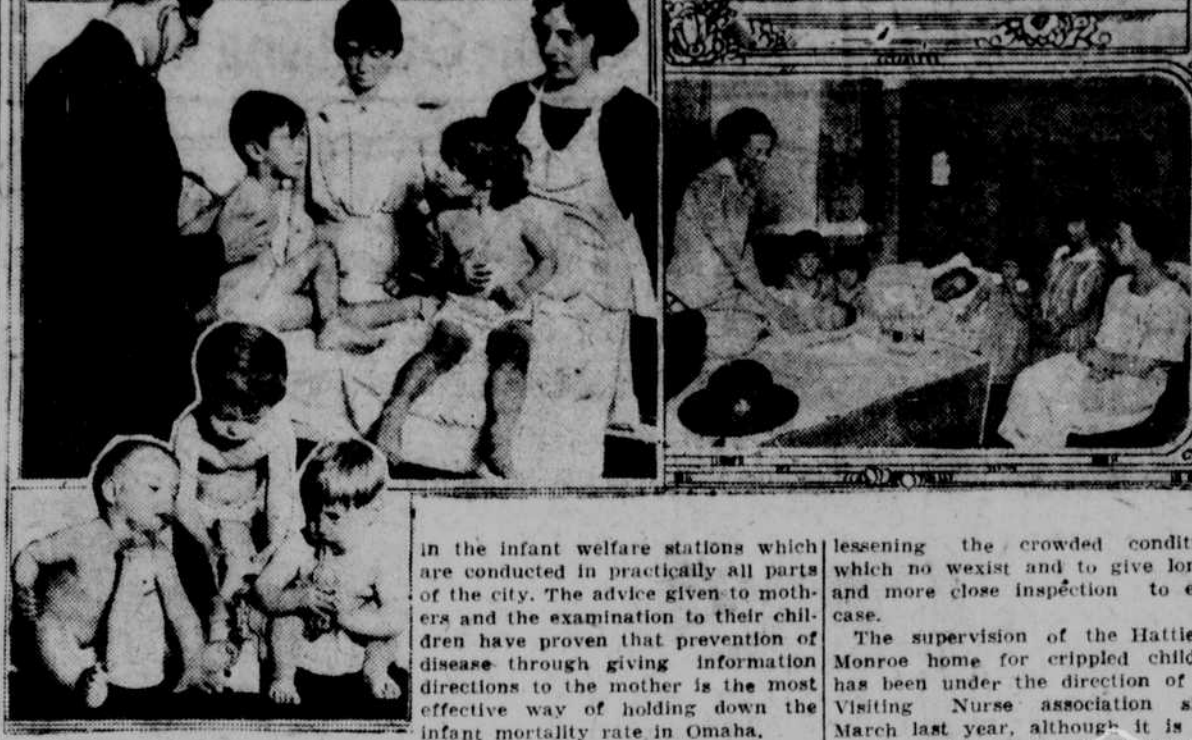 in the infant welfare stations which
are conducted in practically all parts
of the city. The advice given to moth-
ers and the examination to their chil-
dren have proven that prevention of
disease through giving information
directions to the mother is the most
effective way of holding down the
infant mortality rate in Omaha.
lessening the crowded condit
which no wexist and to give lon
and more close inspection to e
case.
The supervision of the Hattie
Monroe home for crippled child
has been under the direction of
Visiting Nurse association s
March last year, although it is